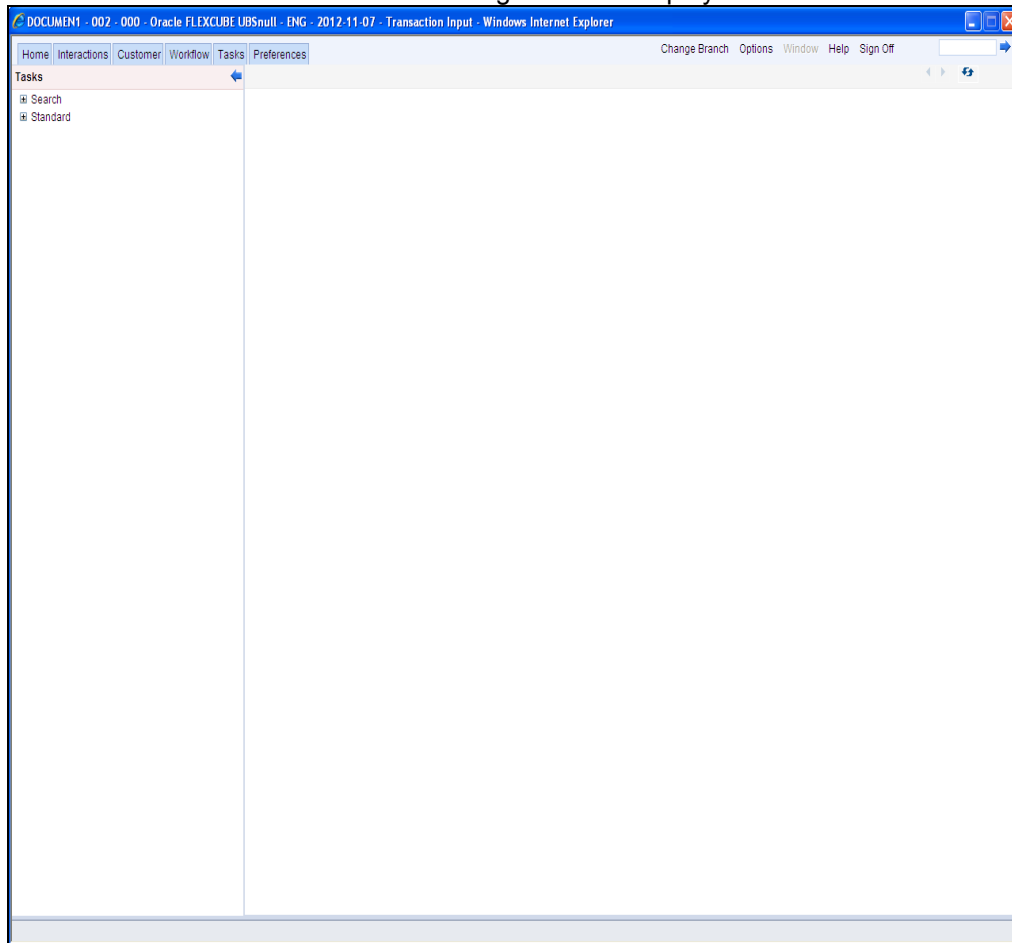 DOCUMEN1 - 002 - 000 - Oracle FLEXCUBE UBSnull - ENG - 2012-11-07 - Transaction Input - Windows Internet Explorer
Home Interactions Customer Workflow Tasks Preferences Change Branch Options Window Help Sign Off
Tasks
Search
Standard